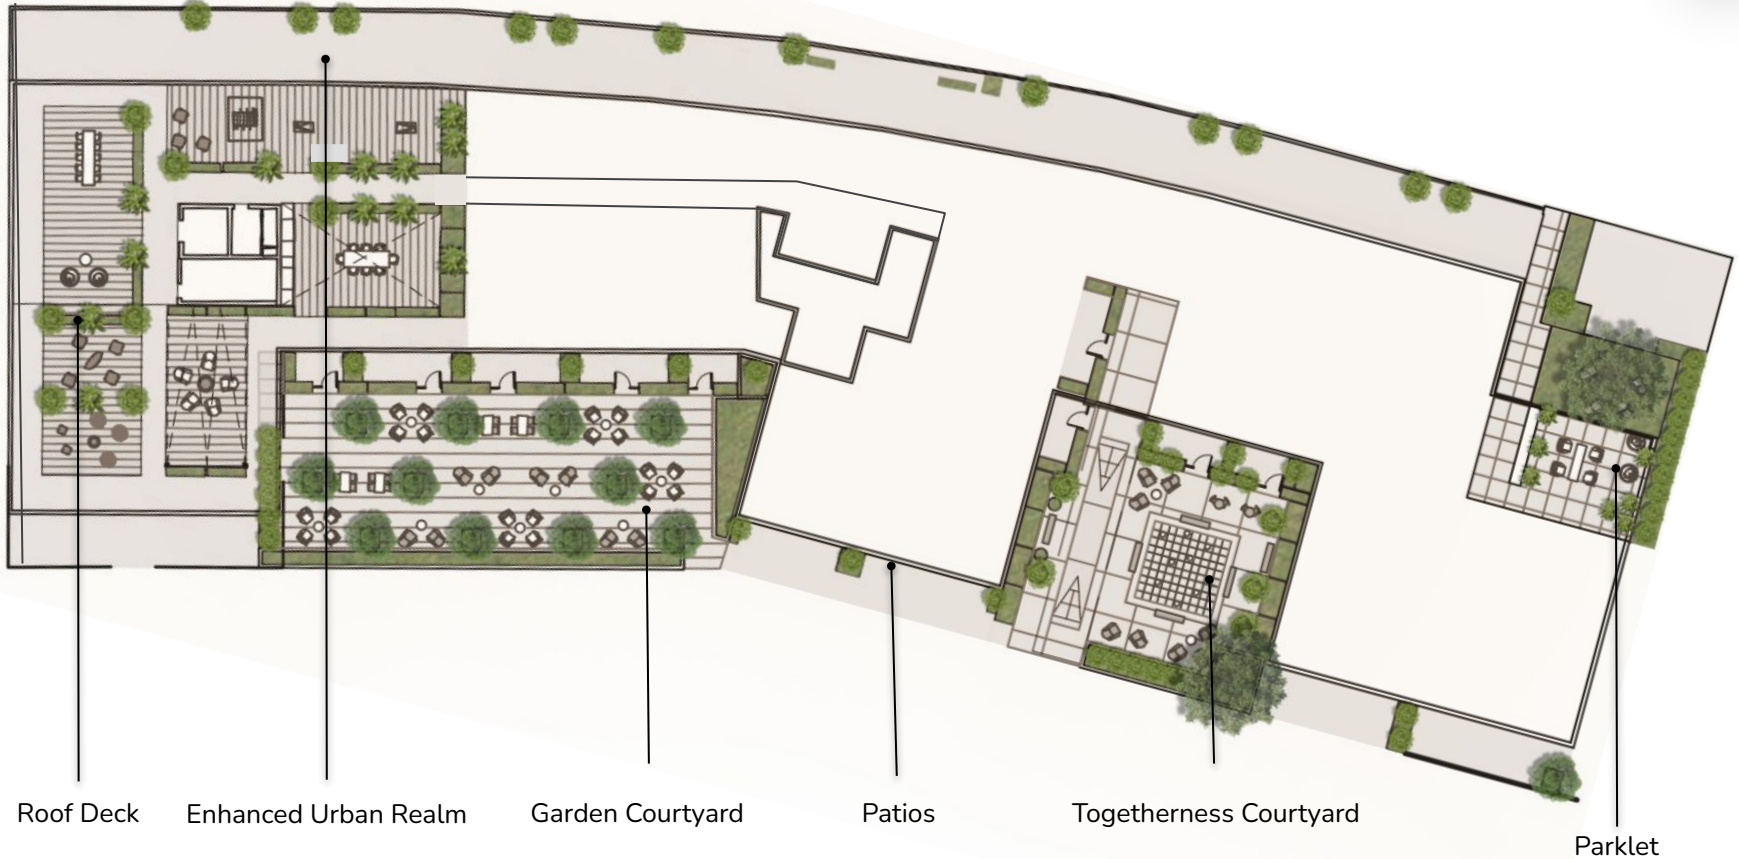 Roof Deck
Enhanced Urban Realm
Garden Courtyard
Patios
Togetherness Courtyard
Parklet